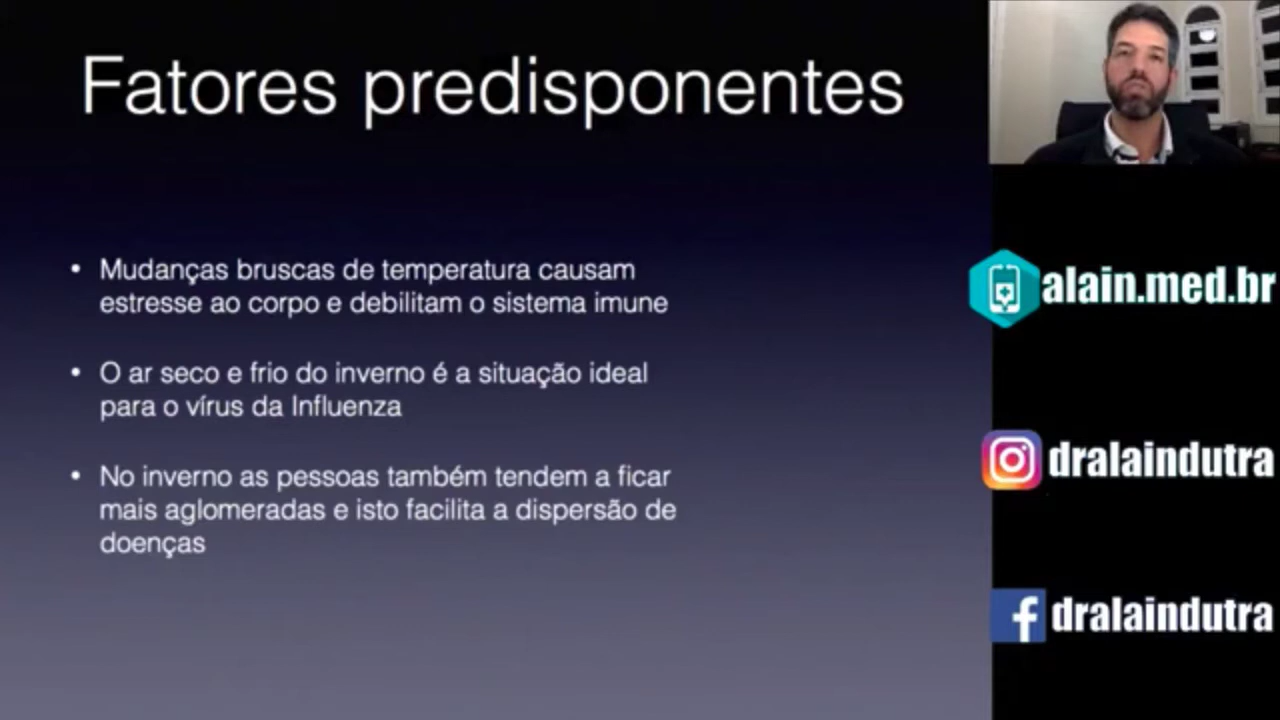 Fatores predisponentes
• Mudanças bruscas de temperatura causam
estresse ao corpo e debilitam o sistema imune
• O ar seco e frio do inverno é a situação ideal
para o vírus da Influenza
• No inverno as pessoas também tendem a ficar
mais aglomeradas e isto facilita a dispersão de
doenças
alain.med.br
dralaindutra
dralaindutra